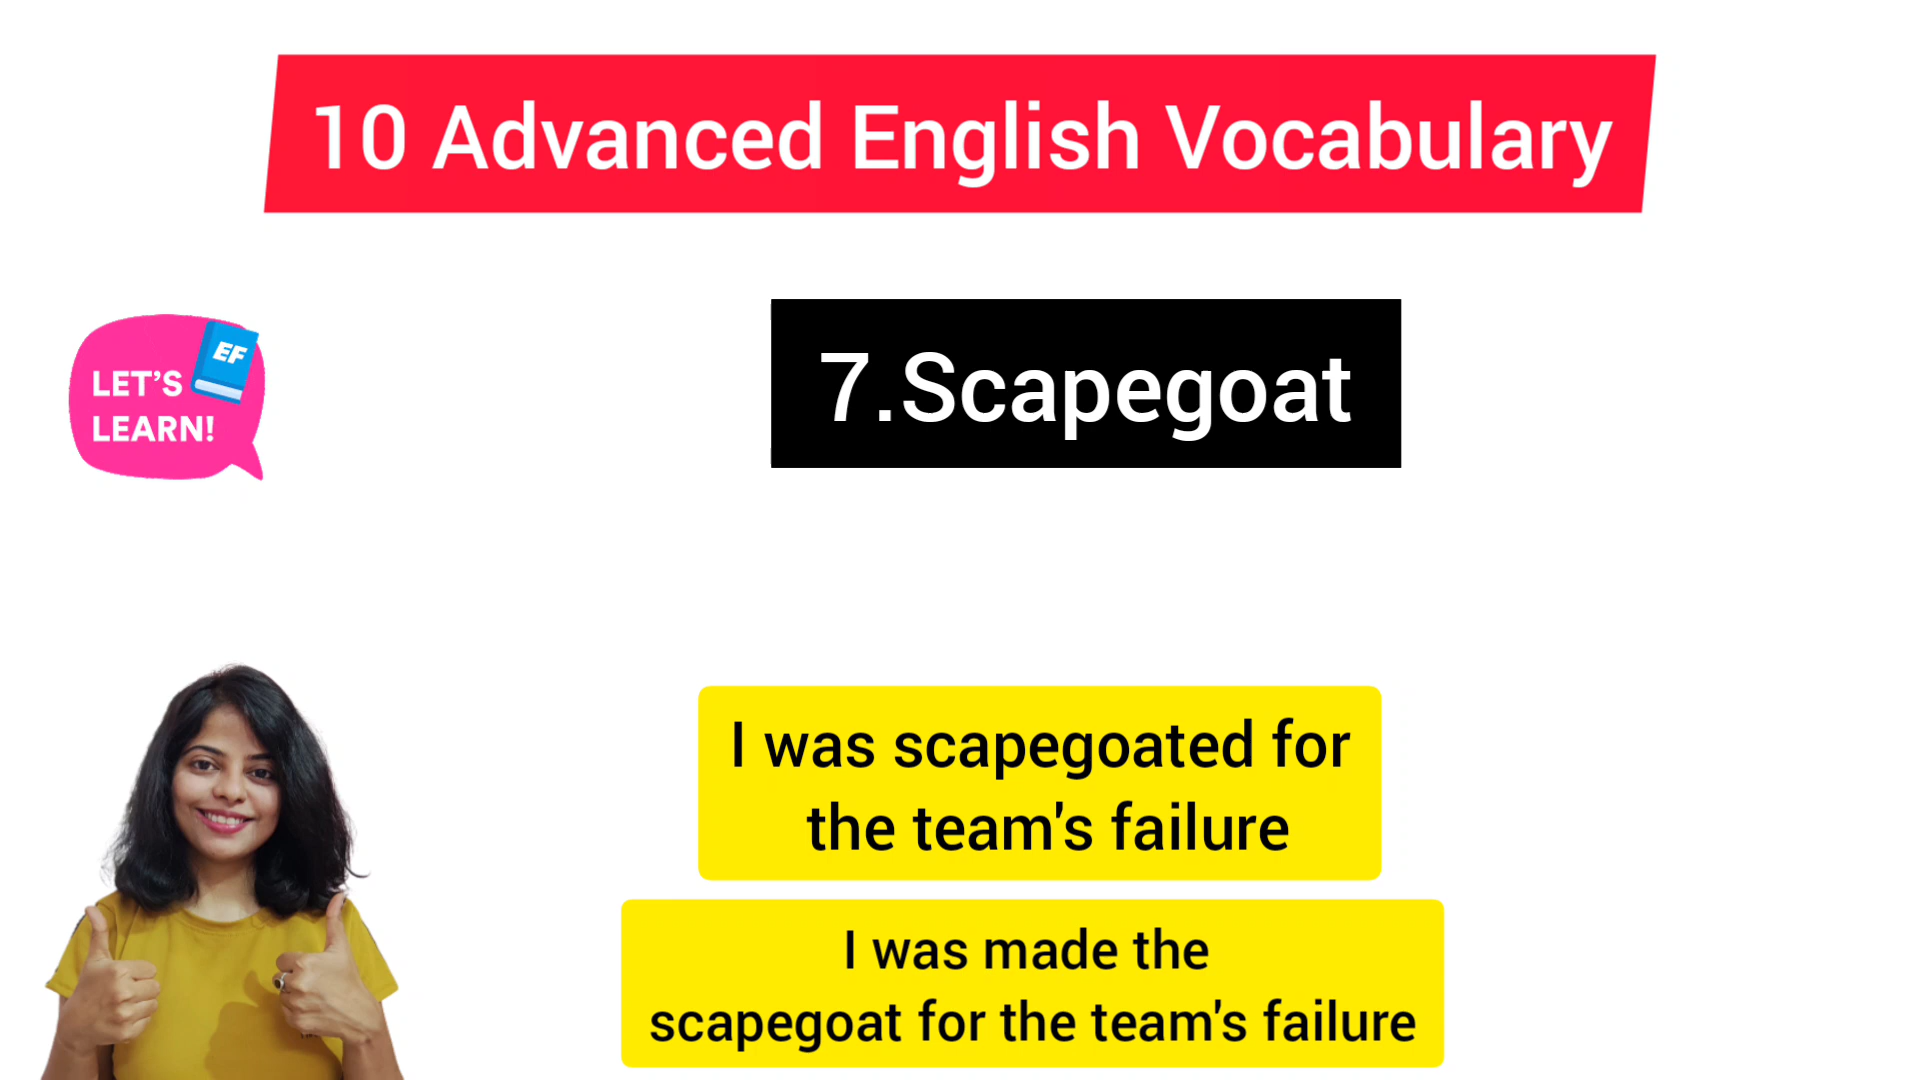 10 Advanced English Vocabulary
7.Scapegoat
EF
LET'S
LEARN!
I was scapegoated for
the team's failure
I was made the
scapegoat for the team's failure